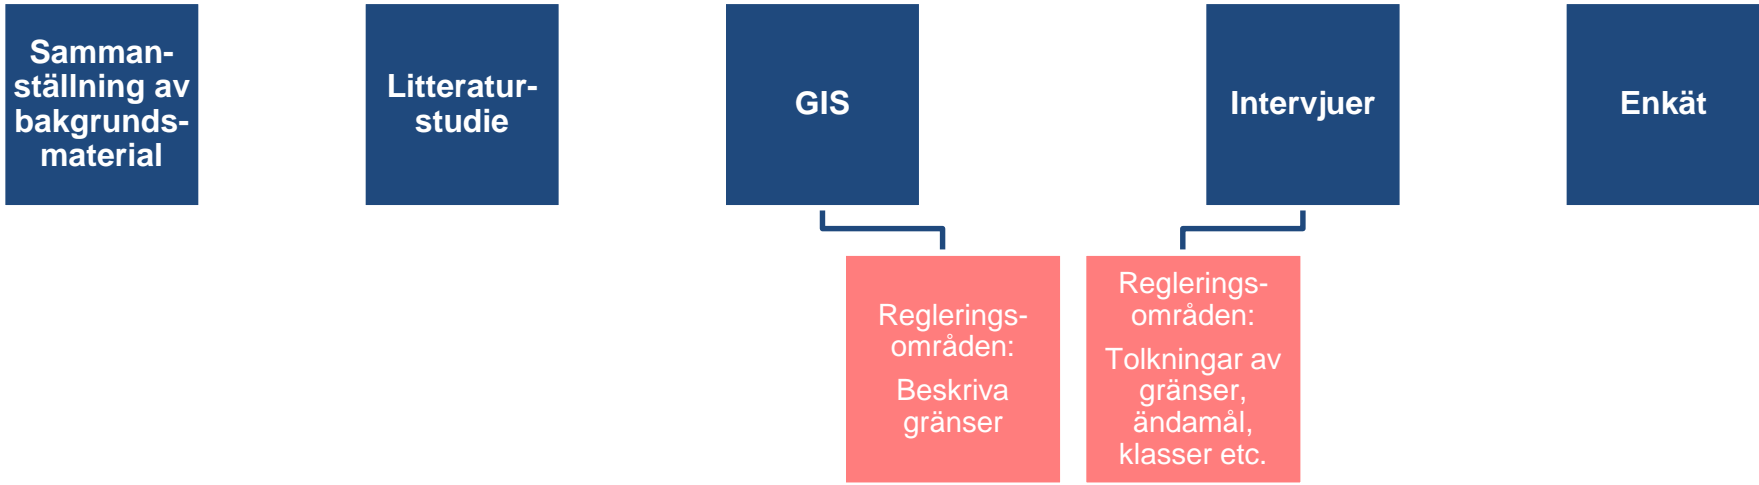 Samman-
ställning av
bakgrunds-
material
Litteratur-
studie
GIS
Intervjuer
Enkät
Reglerings-
områden:
Beskriva
gränser
Reglerings-
områden:
Tolkningar av
gränser,
ändamål,
klasser etc.